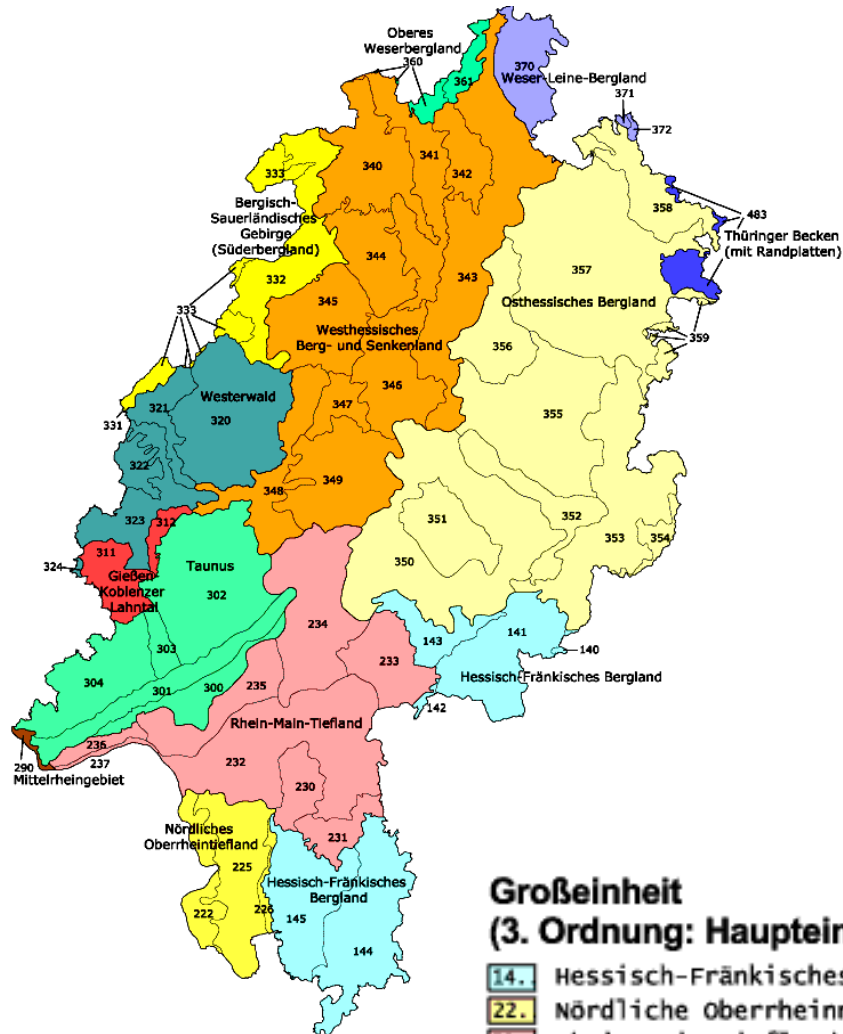 Oberes
Weserbergland
360
361
370
Weser-Leine-Bergland
371
372
333
340
341
342
358
483
Thüringer Becken
(mit Randplatten)
Bergisch-
Sauerländisches
Gebirge
(Süderbergland)
332
344
343
357
345
Osthessisches Bergland
333
Westhessisches
Berg- und Senkenland
359
356
346
Westerwald
347
331
321
320
355
322
349
348
351
352
323
312
353
354
311
350
324
Taunus
Gießen-
Koblenzer
Lahntal
302
234
143
141
140
303
233
Hessisch-Fränkisches Bergland
304
301
300
235
142
Rhein-Main-Tiefland
236
290
237
232
Mittelrheingebiet
230
Nördliches
Oberrheintiefland
231
225
Hessisch-Fränkisches
Bergland
222
226
145
144
Großeinheit
(3. Ordnung: Hauptein
14. Hessisch-Fränkisches
22. Nördliche Oberrhein